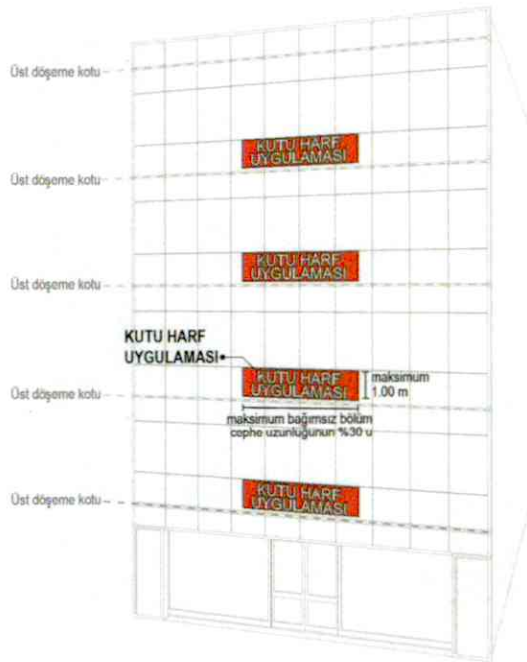 Üst döşeme kotu
KUTU HARF
UYGULAMASI
Üst döşeme kotu
KUTU HARF
UYGULAMASI
Üst döşeme kotu
KUTU HARF
UYGULAMASI
KUTU HARF
UYGULAMASI
maksimum
1.00 m
Üst döşeme kotu
maksimum bağımsız bölüm
cephe uzunluğunun %30 u
KUTU HARF
UYGULAMASI
Üst döşeme kotu